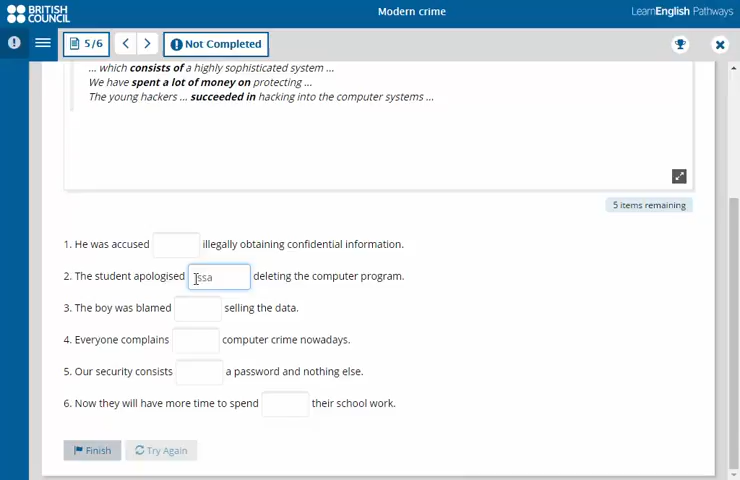 BRITISH
COUNCIL
Modern crime
LearnEnglish Pathways
5/6
Not Completed
... which consists of a highly sophisticated system ...
We have spent a lot of money on protecting ...
The young hackers ... succeeded in hacking into the computer systems ...
5 items remaining
1. He was accused illegally obtaining confidential information.
2. The student apologised ssa deleting the computer program.
3. The boy was blamed selling the data.
4. Everyone complains computer crime nowadays.
5. Our security consists a password and nothing else.
6. Now they will have more time to spend their school work.
Finish
Try Again